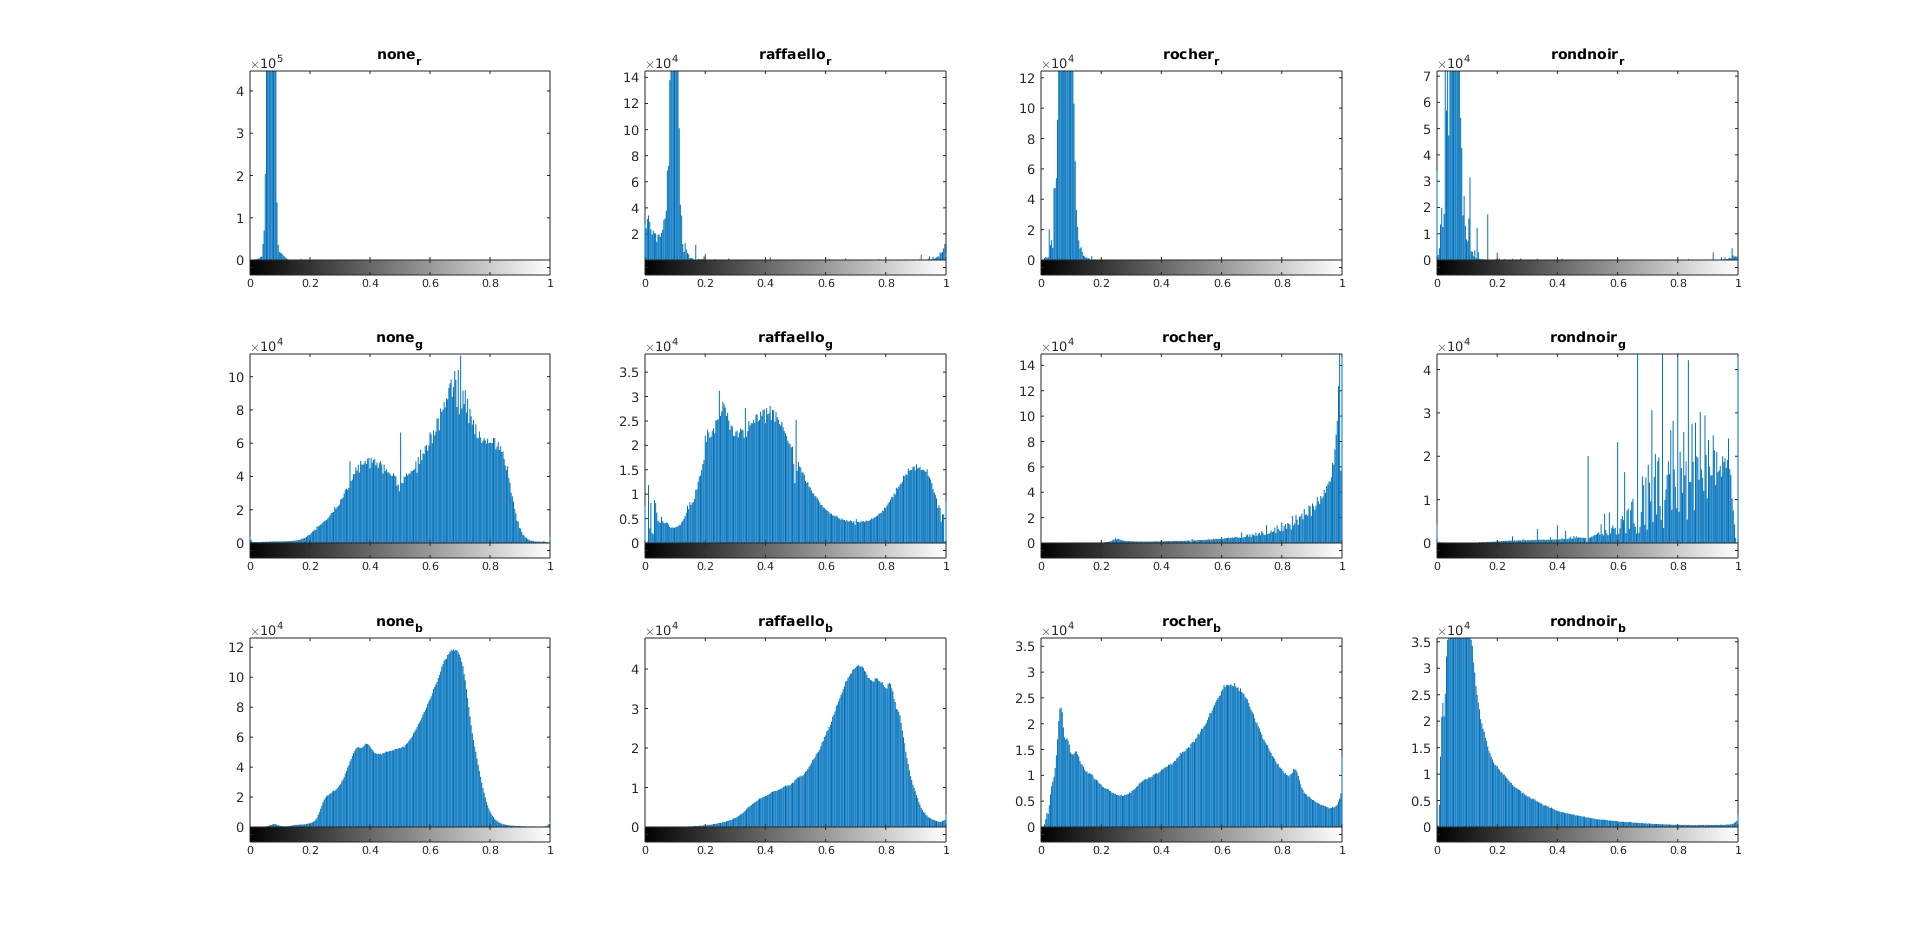 none_r raffaello_r rocher_r rondnoir_r
×10^5 ×10^4 ×10^4 ×10^4
4 3 2 1 0
14 12 10 8 6 4 2
12 10 8 6 4 2 0
7 6 5 4 3 2 1 0
0 0.2 0.4 0.6 0.8 1 0 0.2 0.4 0.6 0.8 1 0 0.2 0.4 0.6 0.8 1 0 0.2 0.4 0.6 0.8 1
none_g raffaello_g rocher_g rondnoir_g
×10^4 ×10^4 ×10^4 ×10^4
10 8 6 4 2 0
3.5 3 2.5 2 1.5 1 0.5 0
14 12 10 8 6 4 2 0
4 3 2 1 0
0 0.2 0.4 0.6 0.8 1 0 0.2 0.4 0.6 0.8 1 0 0.2 0.4 0.6 0.8 1 0 0.2 0.4 0.6 0.8 1
none_b raffaello_b rocher_b rondnoir_b
×10^4 ×10^4 ×10^4 ×10^4
12 10 8 6 4 2 0
4 3 2 1 0
3.5 3 2.5 2 1.5 1 0.5 0
3.5 3 2.5 2 1.5 1 0.5 0
0 0.2 0.4 0.6 0.8 1 0 0.2 0.4 0.6 0.8 1 0 0.2 0.4 0.6 0.8 1 0 0.2 0.4 0.6 0.8 1